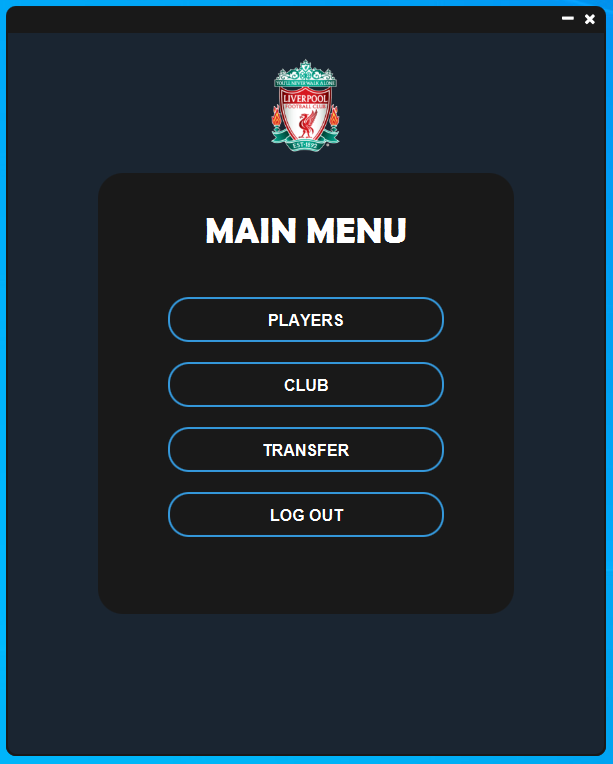 YOU'LL NEVER WALK ALONE
LIVERPOOL
FOOTBALL CLUB
EST·1892
MAIN MENU
PLAYERS
CLUB
TRANSFER
LOG OUT